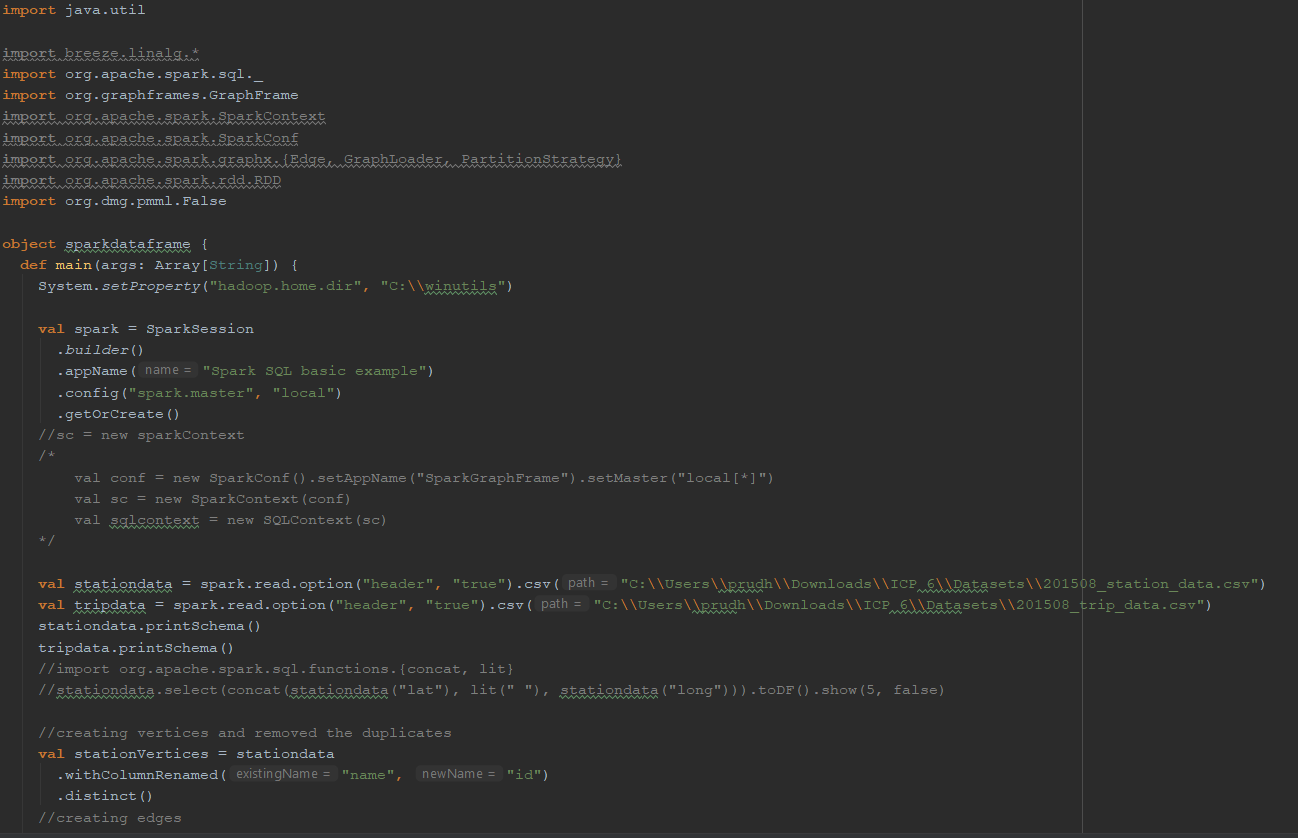 import java.util
import breeze.linalg.*
import org.apache.spark.sql._
import org.graphframes.GraphFrame
import org.apache.spark.SparkContext
import org.apache.spark.SparkConf
import org.apache.spark.graphx.{Edge, GraphLoader, PartitionStrategy}
import org.apache.spark.rdd.RDD
import org.dmg.pmml.False
object sparkdataframe {
def main(args: Array[String]) {
System.setProperty("hadoop.home.dir", "C:\\winutils")
val spark = SparkSession
.builder()
.appName( name = "Spark SQL basic example")
.config("spark.master", "local")
.getOrCreate()
//sc = new sparkContext
/*
val conf = new SparkConf().setAppName("SparkGraphFrame").setMaster("local[*]")
val sc = new SparkContext(conf)
val sqlcontext = new SQLContext(sc)
*/
val stationdata = spark.read.option("header", "true").csv( path = "C:\\Users\\prudh\\Downloads\\ICP_6\\Datasets\\201508_station_data.csv")
val tripdata = spark.read.option("header", "true").csv( path = "C:\\Users\\prudh\\Downloads\\ICP_6\\Datasets\\201508_trip_data.csv")
stationdata.printSchema()
tripdata.printSchema()
//import org.apache.spark.sql.functions.{concat, lit}
//stationdata.select(concat(stationdata("lat"), lit(" "), stationdata("long"))).toDF().show(5, false)
//creating vertices and removed the duplicates
val stationVertices = stationdata
.withColumnRenamed( existingName = "name", newName = "id")
.distinct()
//creating edges